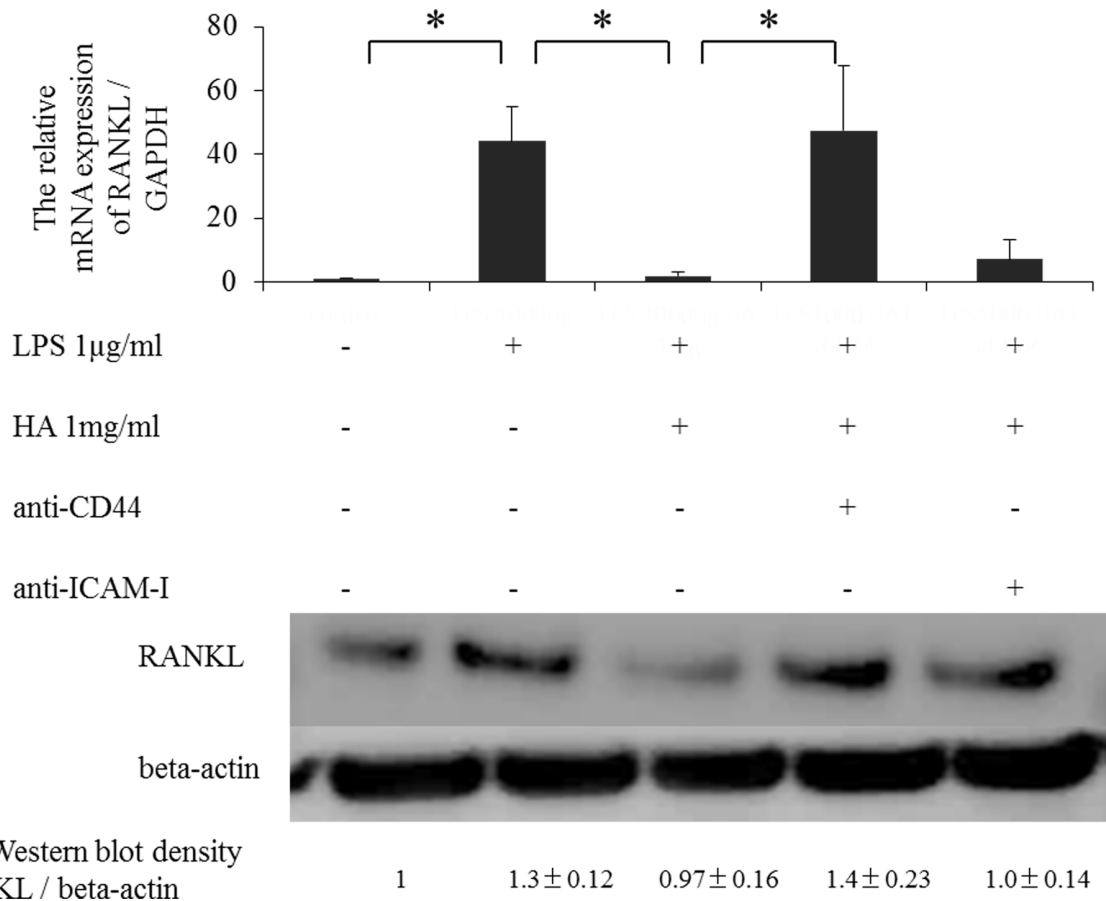 80
* * *
60
40
20
0
The relative
mRNA expression
of RANKL /
GAPDH
LPS 1μg/ml - + + + +
HA 1mg/ml - - + + +
anti-CD44 - - - + -
anti-ICAM-I - - - - +
RANKL
beta-actin
Western blot density
KL / beta-actin 1 1.3 ± 0.12 0.97 ± 0.16 1.4 ± 0.23 1.0 ± 0.14